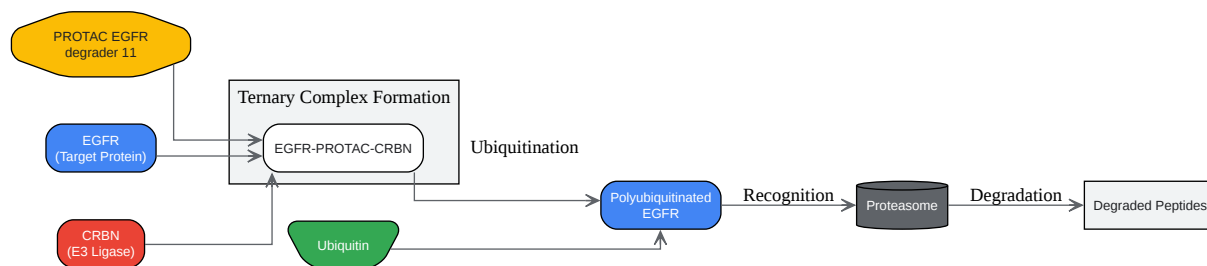 PROTAC EGFR
degrader 11
Ternary Complex Formation
EGFR
(Target Protein)
EGFR-PROTAC-CRBN
Ubiquitination
Polyubiquitinated
EGFR
Recognition
Proteasome
Degradation
Degraded Peptides
CRBN
(E3 Ligase)
Ubiquitin